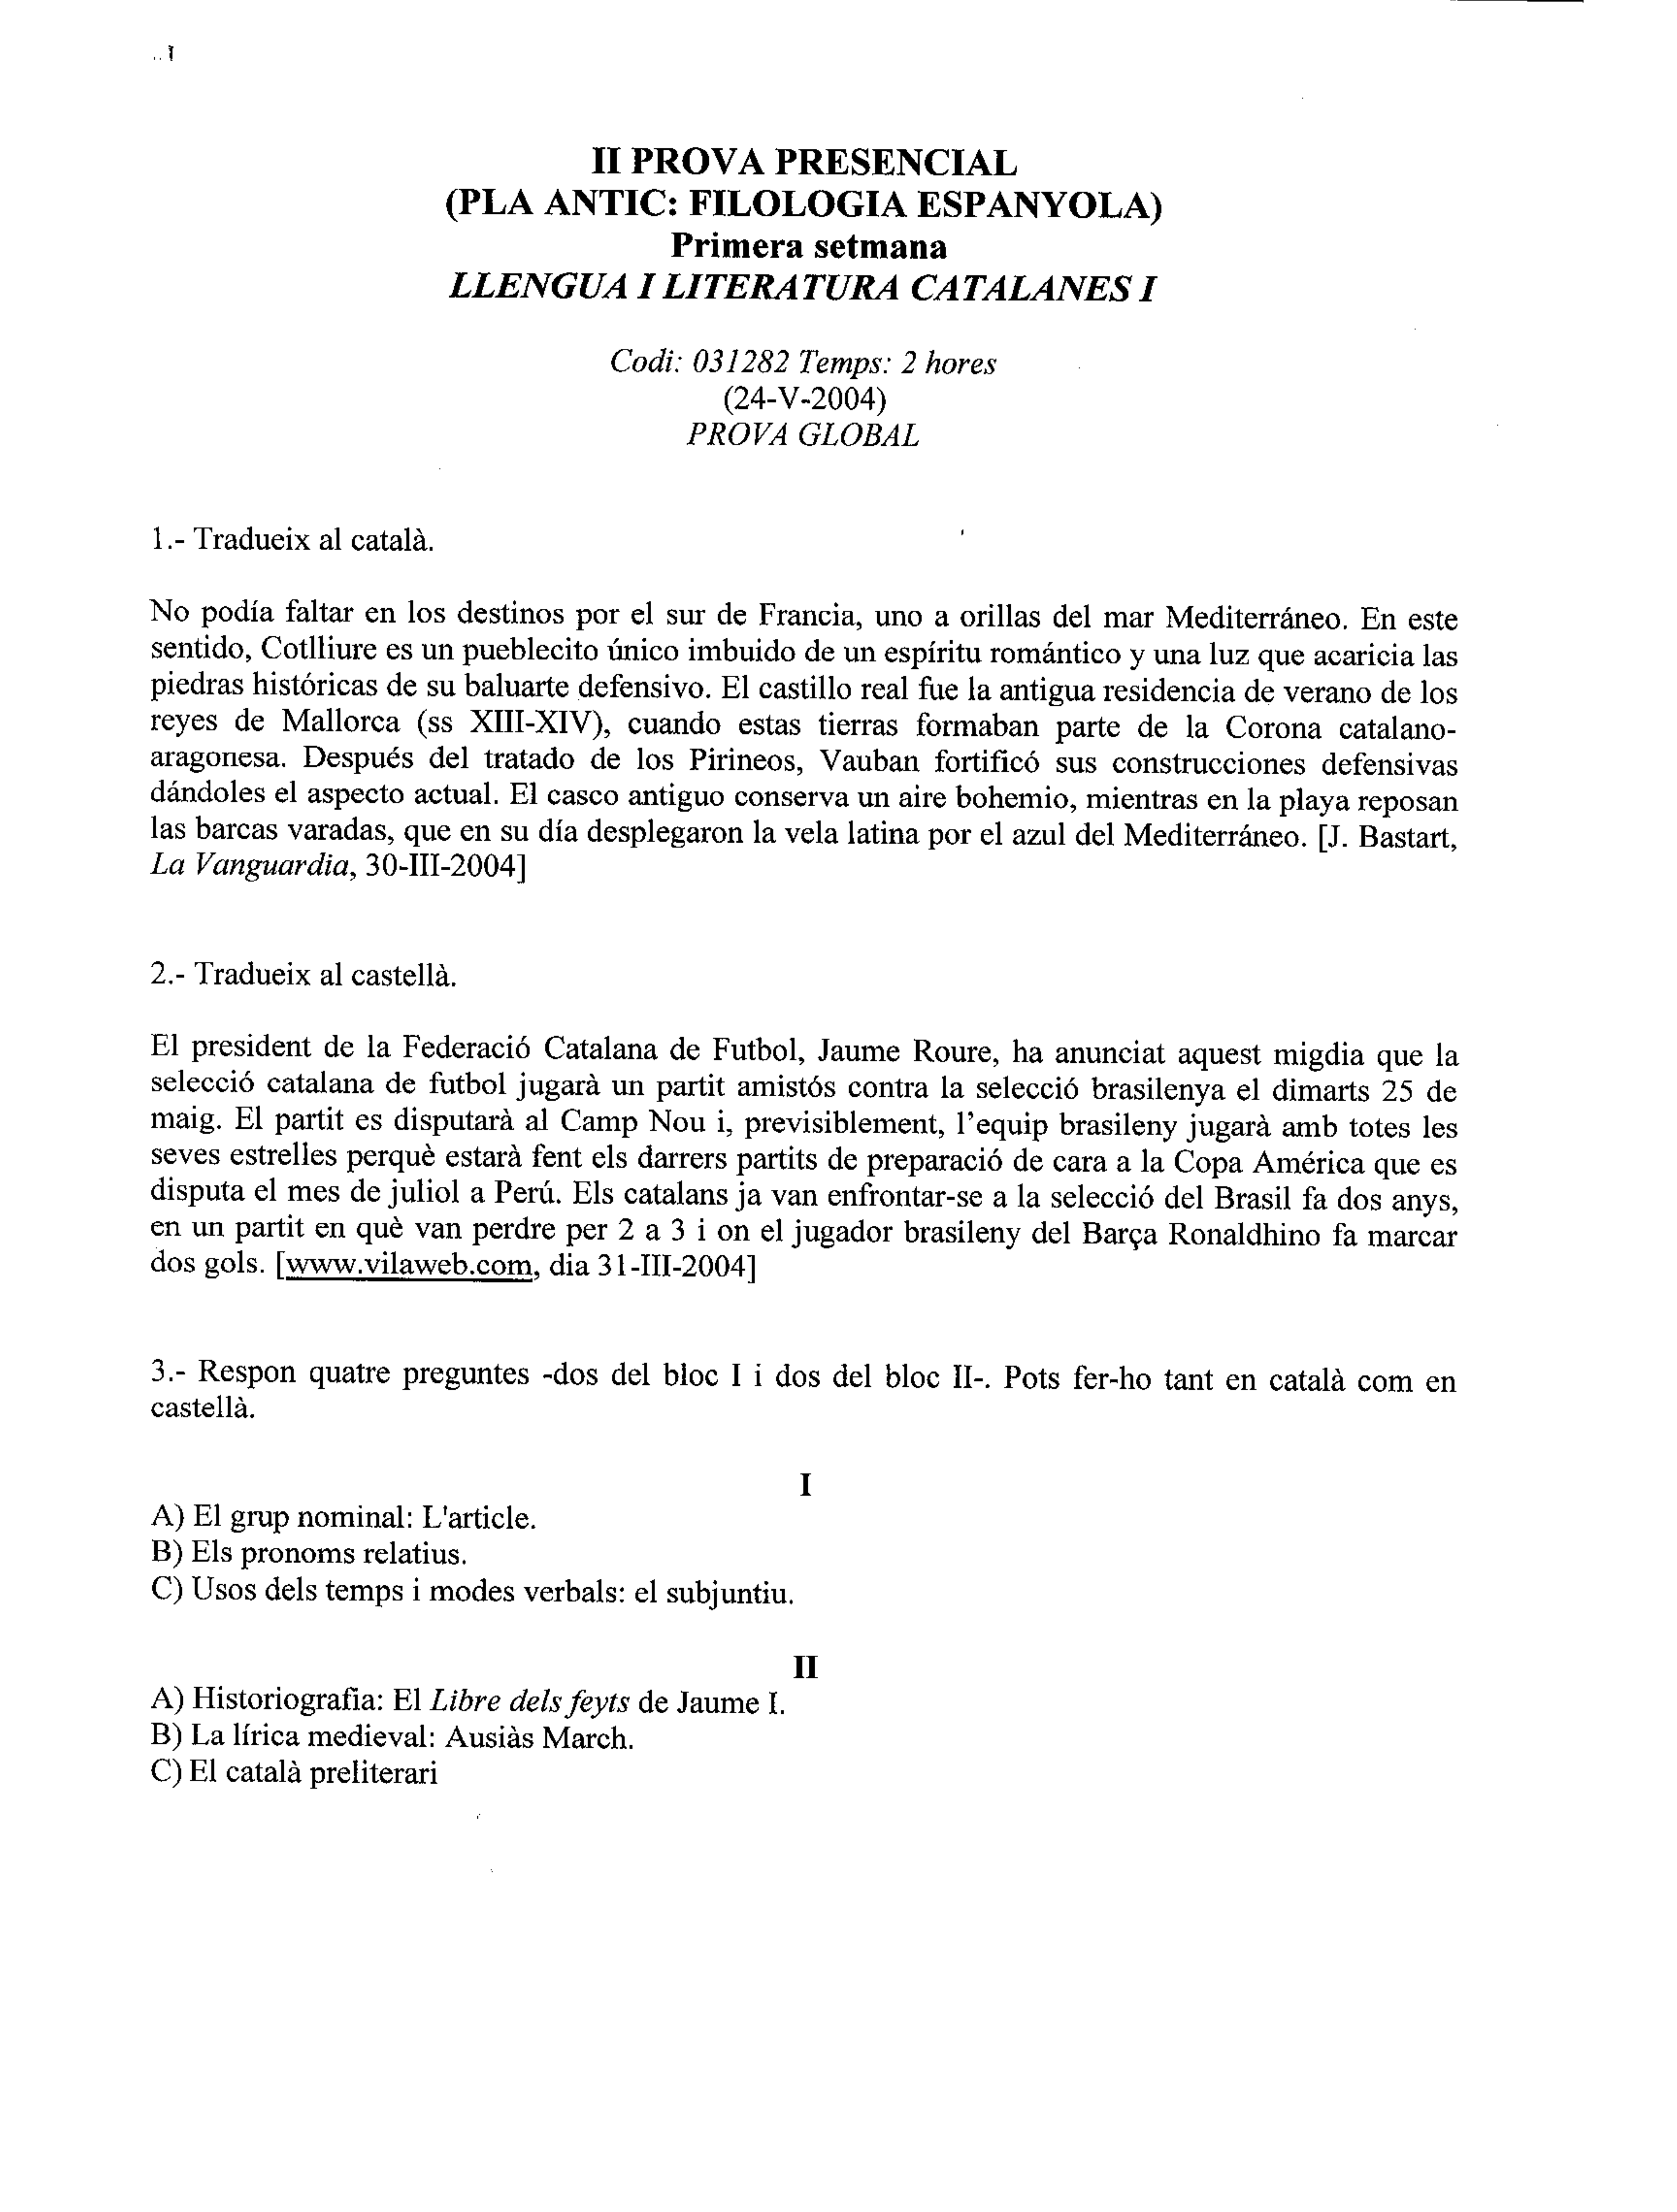 II PROVA PRESENCIAL
(PLA ANTIC: FILOLOGIA ESPANYOLA)
Primera setmana
LLENGUA I LITERATURA CATALANES I
Codi: 031282 Temps: 2 hores
(24-V-2004)
PROVA GLOBAL
1.- Tradueix al català.
No podía faltar en los destinos por el sur de Francia, uno a orillas del mar Mediterráneo. En este
sentido, Cotlliure es un pueblecito único imbuido de un espíritu romántico y una luz que acaricia las
piedras históricas de su baluarte defensivo. El castillo real fue la antigua residencia de verano de los
reyes de Mallorca (ss XIII-XIV), cuando estas tierras formaban parte de la Corona catalano-
aragonesa. Después del tratado de los Pirineos, Vauban fortificó sus construcciones defensivas
dándoles el aspecto actual. El casco antiguo conserva un aire bohemio, mientras en la playa reposan
las barcas varadas, que en su día desplegaron la vela latina por el azul del Mediterráneo. [J. Bastart,
La Vanguardia, 30-III-2004]
2.- Tradueix al castellà.
El president de la Federació Catalana de Futbol, Jaume Roure, ha anunciat aquest migdia que la
selecció catalana de futbol jugarà un partit amistós contra la selecció brasilenya el dimarts 25 de
maig. El partit es disputarà al Camp Nou i, previsiblement, l'equip brasileny jugarà amb totes les
seves estrelles perquè estarà fent els darrers partits de preparació de cara a la Copa América que es
disputa el mes de juliol a Perú. Els catalans ja van enfrontar-se a la selecció del Brasil fa dos anys,
en un partit en què van perdre per 2 a 3 i on el jugador brasileny del Barça Ronaldhino fa marcar
dos gols. [www.vilaweb.com, dia 31-III-2004]
3.- Respon quatre preguntes -dos del bloc I i dos del bloc II-. Pots fer-ho tant en català com en
castellà.
I
A) El grup nominal: L'article.
B) Els pronoms relatius.
C) Usos dels temps i modes verbals: el subjuntiu.
II
A) Historiografia: El Libre dels feyts de Jaume I.
B) La lírica medieval: Ausiàs March.
C) El català preliterari